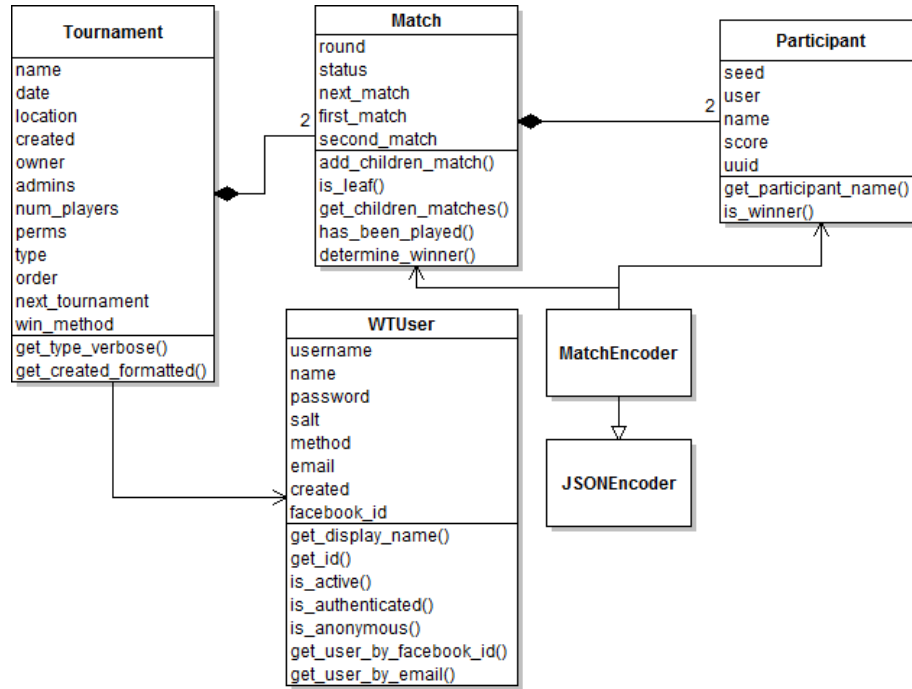 Tournament
name
date
location
created
owner
admins
num_players
perms
type
order
next_tournament
win_method
get_type_verbose()
get_created_formatted()
2
Match
round
status
next_match
first_match
second_match
add_children_match()
is_leaf()
get_children_matches()
has_been_played()
determine_winner()
2
Participant
seed
user
name
score
uuid
get_participant_name()
is_winner()
WTUser
username
name
password
salt
method
email
created
facebook_id
get_display_name()
get_id()
is_active()
is_authenticated()
is_anonymous()
get_user_by_facebook_id()
get_user_by_email()
MatchEncoder
JSONEncoder